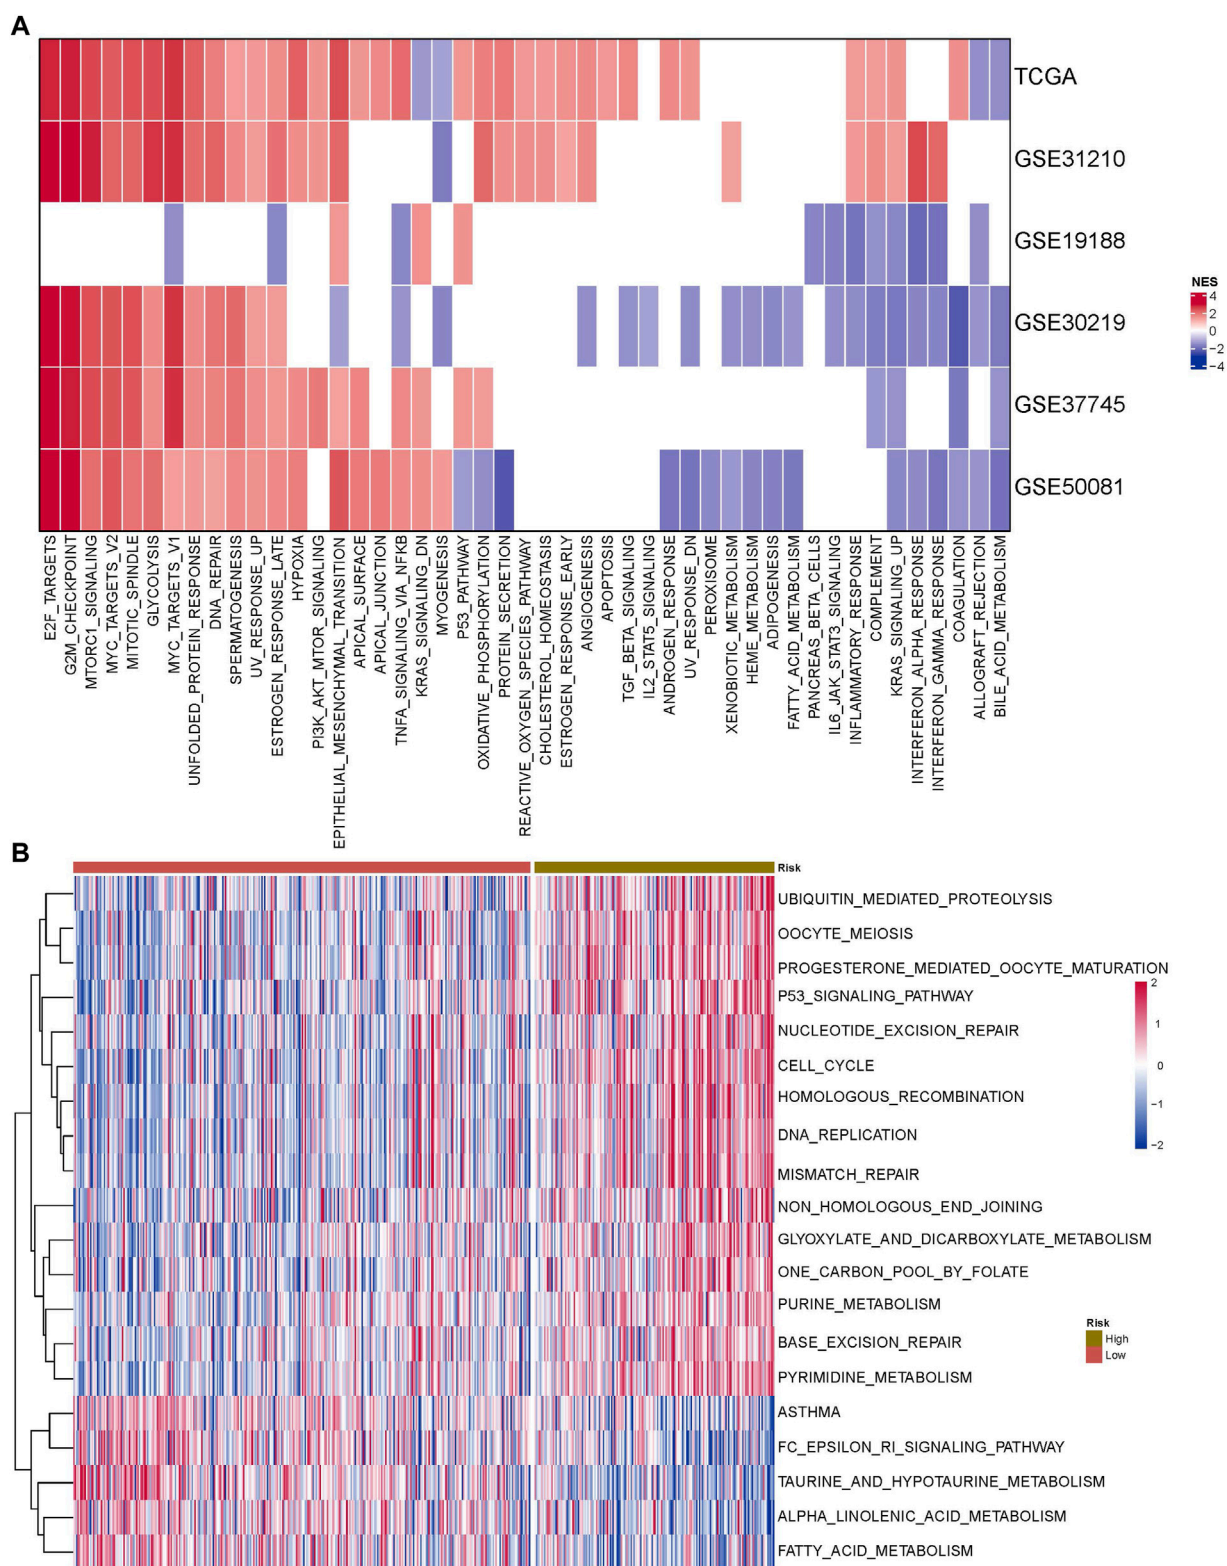 A
TCGA
GSE31210
GSE19188
GSE30219
GSE37745
GSE50081
NES
4
2
0
−2
−4
E2F_TARGETS
G2M_CHECKPOINT
MTORC1_SIGNALING
MYC_TARGETS_V2
MITOTIC_SPINDLE
GLYCOLYSIS
MYC_TARGETS_V1
UNFOLDED_PROTEIN_RESPONSE
DNA_REPAIR
SPERMATOGENESIS
UV_RESPONSE_UP
ESTROGEN_RESPONSE_LATE
HYPOXIA
PI3K_AKT_MTOR_SIGNALING
EPITHELIAL_MESENCHYMAL_TRANSITION
APICAL_SURFACE
APICAL_JUNCTION
TNFA_SIGNALING_VIA_NFKB
KRAS_SIGNALING_DN
MYOGENESIS
P53_PATHWAY
OXIDATIVE_PHOSPHORYLATION
PROTEIN_SECRETION
REACTIVE_OXYGEN_SPECIES_PATHWAY
CHOLESTEROL_HOMEOSTASIS
ESTROGEN_RESPONSE_EARLY
ANGIOGENESIS
APOPTOSIS
TGF_BETA_SIGNALING
IL2_STAT5_SIGNALING
ANDROGEN_RESPONSE
UV_RESPONSE_DN
PEROXISOME
XENOBIOTIC_METABOLISM
HEME_METABOLISM
ADIPOGENESIS
FATTY_ACID_METABOLISM
PANCREAS_BETA_CELLS
IL6_JAK_STAT3_SIGNALING
INFLAMMATORY_RESPONSE
COMPLEMENT
KRAS_SIGNALING_UP
INTERFERON_ALPHA_RESPONSE
INTERFERON_GAMMA_RESPONSE
COAGULATION
ALLOGRAFT_REJECTION
BILE_ACID_METABOLISM
B
Risk
UBIQUITIN_MEDIATED_PROTEOLYSIS
OOCYTE_MEIOSIS
PROGESTERONE_MEDIATED_OOCYTE_MATURATION
P53_SIGNALING_PATHWAY
NUCLEOTIDE_EXCISION_REPAIR
CELL_CYCLE
HOMOLOGOUS_RECOMBINATION
DNA_REPLICATION
MISMATCH_REPAIR
NON_HOMOLOGOUS_END_JOINING
GLYOXYLATE_AND_DICARBOXYLATE_METABOLISM
ONE_CARBON_POOL_BY_FOLATE
PURINE_METABOLISM
BASE_EXCISION_REPAIR
PYRIMIDINE_METABOLISM
ASTHMA
FC_EPSILON_RI_SIGNALING_PATHWAY
TAURINE_AND_HYPOTAURINE_METABOLISM
ALPHA_LINOLENIC_ACID_METABOLISM
FATTY_ACID_METABOLISM
2
1
0
−1
−2
Risk
High
Low